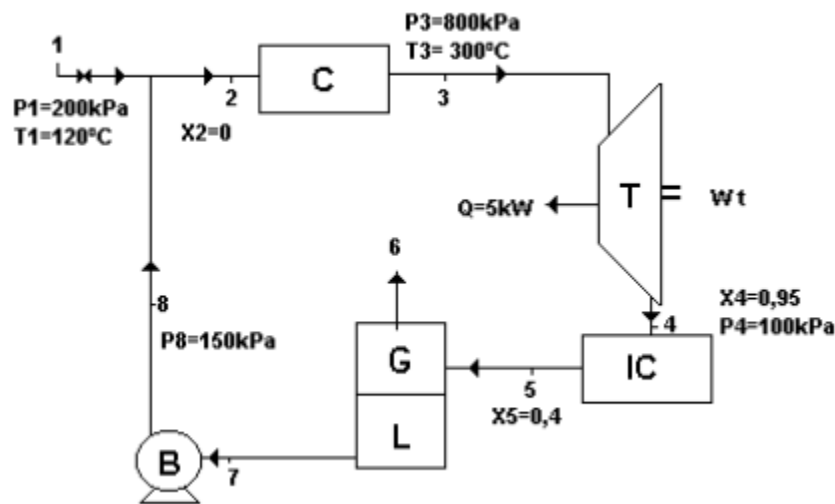 1
P1=200kPa
T1=120ºC
2
X2=0
C
P3=800kPa
T3= 300ºC
3
T
Wt
Q=5kW
X4=0,95
P4=100kPa
4
IC
5
X5=0,4
6
G
L
7
B
8
P8=150kPa